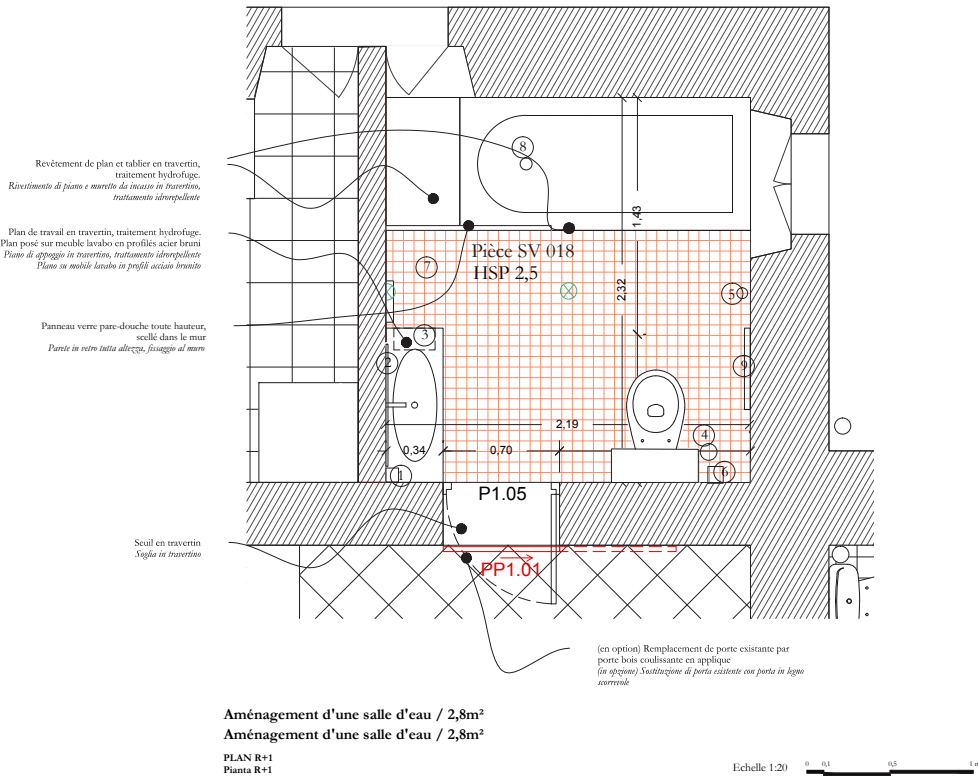 Revêtement de plan et tablier en travertin,
traitement hydrofuge.
Rivestimento di piano e muretto da incasso in travertino,
trattamento idrorepellente
Plan de travail en travertin, traitement hydrofuge.
Plan posé sur meuble lavabo en profilés acier bruni
Piano di appoggio in travertino, trattamento idrorepellente
Plano su mobile lavabo in profili acciaio brunito
Panneau verre pare-douche toute hauteur,
scellé dans le mur
Parete in vetro tutta altezza, fissaggio al muro
Seuil en travertin
Soglia in travertino
8
1,43
Pièce SV 018
HSP 2,5
7
2,32
5
3
2
9
2,19
4
0,34
0,70
6
1
P1.05
PP1.01
(en option) Remplacement de porte existante par
porte bois coulissante en applique
(in opzione) Sostituzione di porta esistente con porta in legno
scorrevole
Aménagement d'une salle d'eau / 2,8m²
Aménagement d'une salle d'eau / 2,8m²
PLAN R+1
Pianta R+1
Echelle 1:20
0 0,1 0,5 1 m